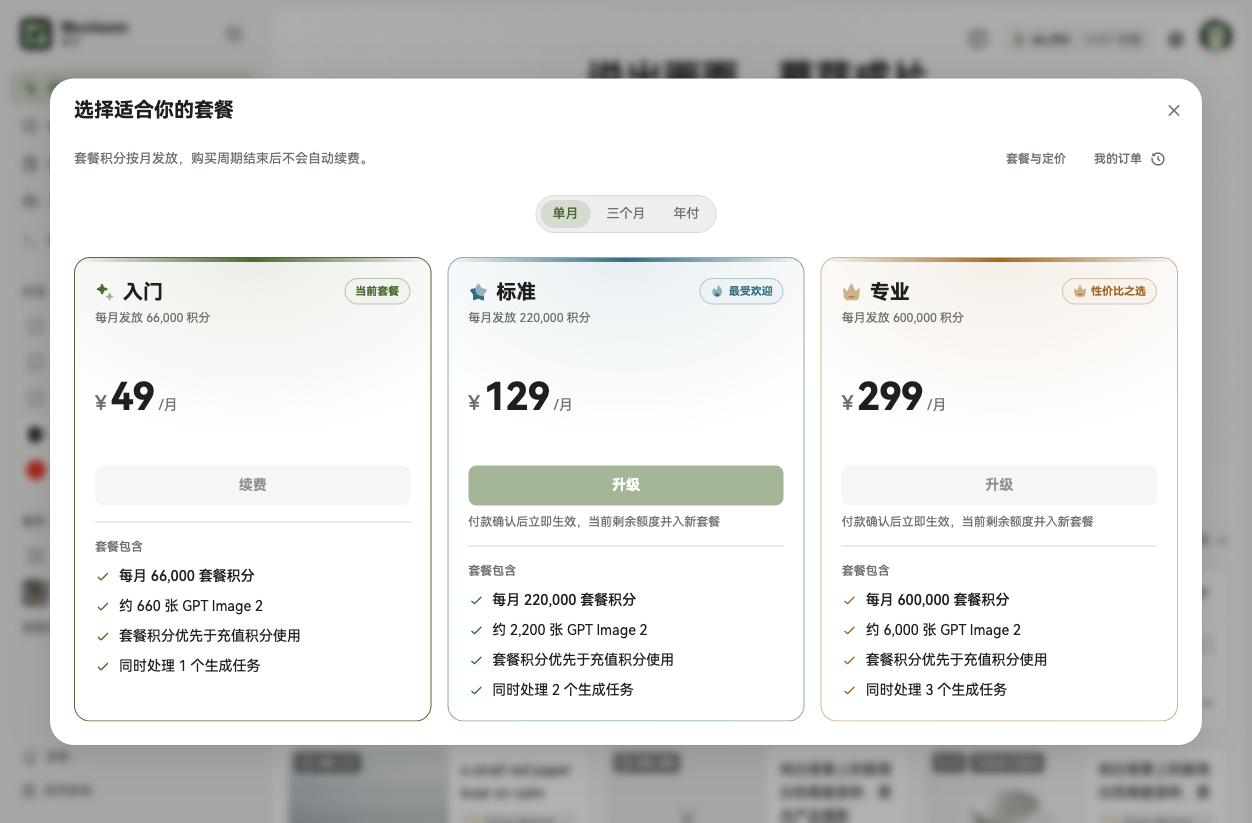 选择适合你的套餐
套餐积分按月发放，购买周期结束后不会自动续费。
套餐与定价
我的订单
单月
三个月
年付
入门
当前套餐
每月发放 66,000 积分
¥ 49 /月
续费
套餐包含
每月 66,000 套餐积分
约 660 张 GPT Image 2
套餐积分优先于充值积分使用
同时处理 1 个生成任务
标准
最受欢迎
每月发放 220,000 积分
¥ 129 /月
升级
付款确认后立即生效，当前剩余额度并入新套餐
套餐包含
每月 220,000 套餐积分
约 2,200 张 GPT Image 2
套餐积分优先于充值积分使用
同时处理 2 个生成任务
专业
性价比之选
每月发放 600,000 积分
¥ 299 /月
升级
付款确认后立即生效，当前剩余额度并入新套餐
套餐包含
每月 600,000 套餐积分
约 6,000 张 GPT Image 2
套餐积分优先于充值积分使用
同时处理 3 个生成任务
a small red paper
boat on calm